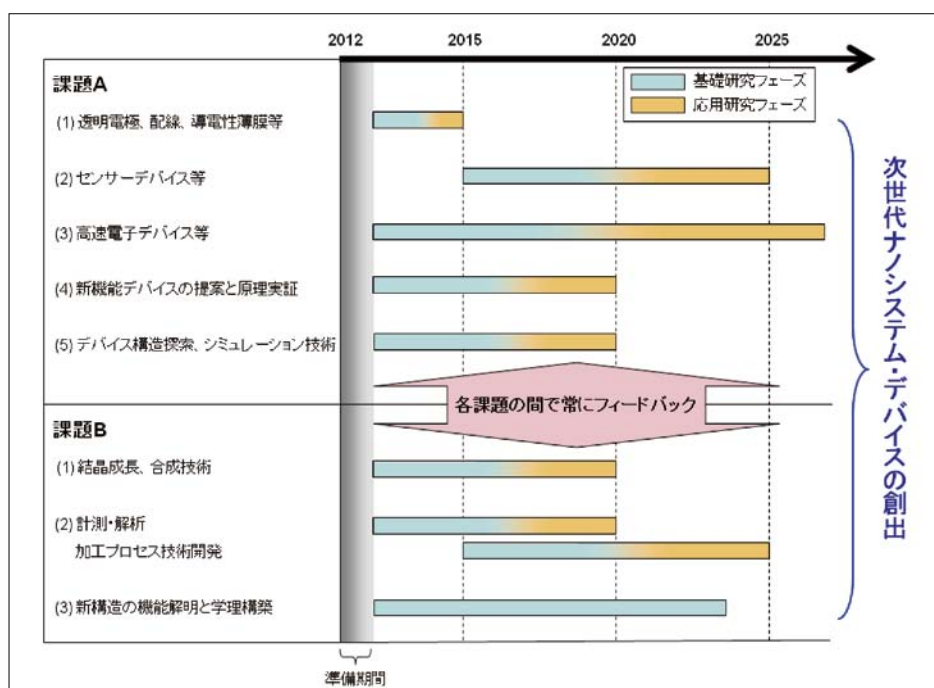 2012
2015
2020
2025
基礎研究フェーズ
応用研究フェーズ
課題A
(1)透明電極、配線、導電性薄膜等
(2)センサーデバイス等
(3)高速電子デバイス等
(4)新機能デバイスの提案と原理実証
(5)デバイス構造探索、シミュレーション技術
各課題の間で常にフィードバック
課題B
(1)結晶成長、合成技術
(2)計測・解析
加工プロセス技術開発
(3)新構造の機能解明と学理構築
準備期間
次世代ナノシステム・デバイスの創出